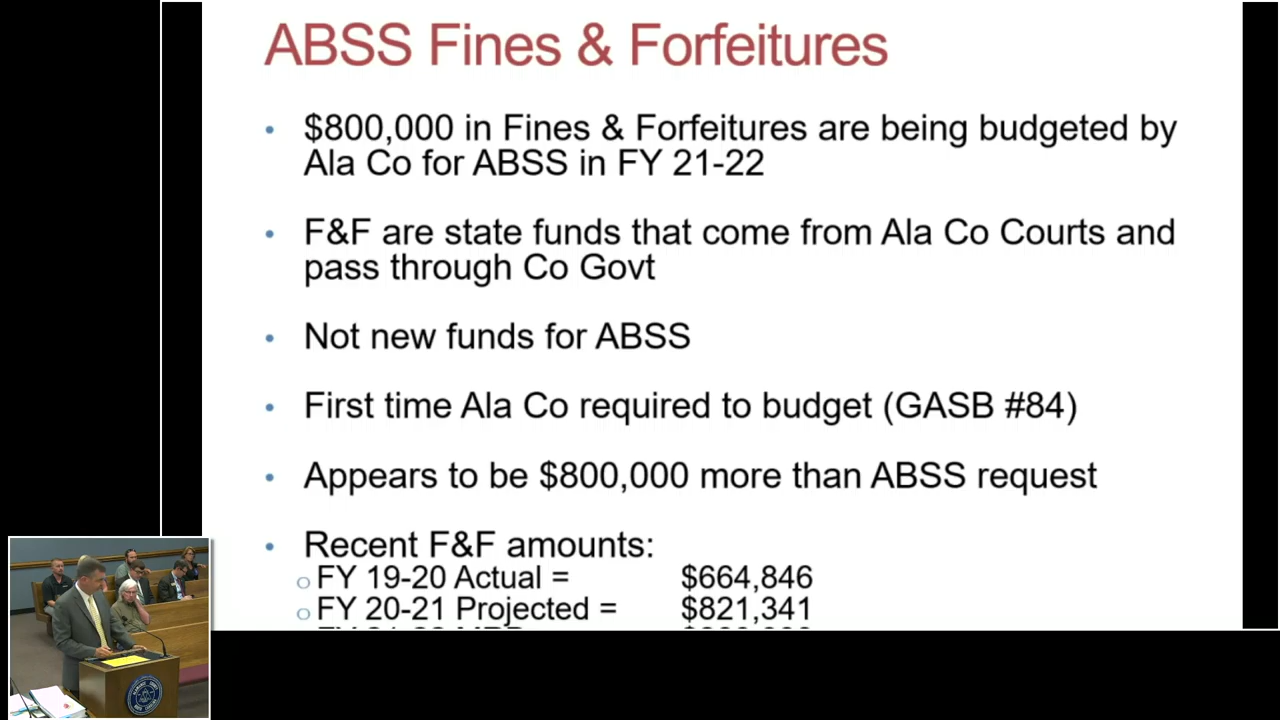 ABSS Fines & Forfeitures
• $800,000 in Fines & Forfeitures are being budgeted by
Ala Co for ABSS in FY 21-22
• F&F are state funds that come from Ala Co Courts and
pass through Co Govt
• Not new funds for ABSS
• First time Ala Co required to budget (GASB #84)
• Appears to be $800,000 more than ABSS request
• Recent F&F amounts:
o FY 19-20 Actual = $664,846
o FY 20-21 Projected = $821,341